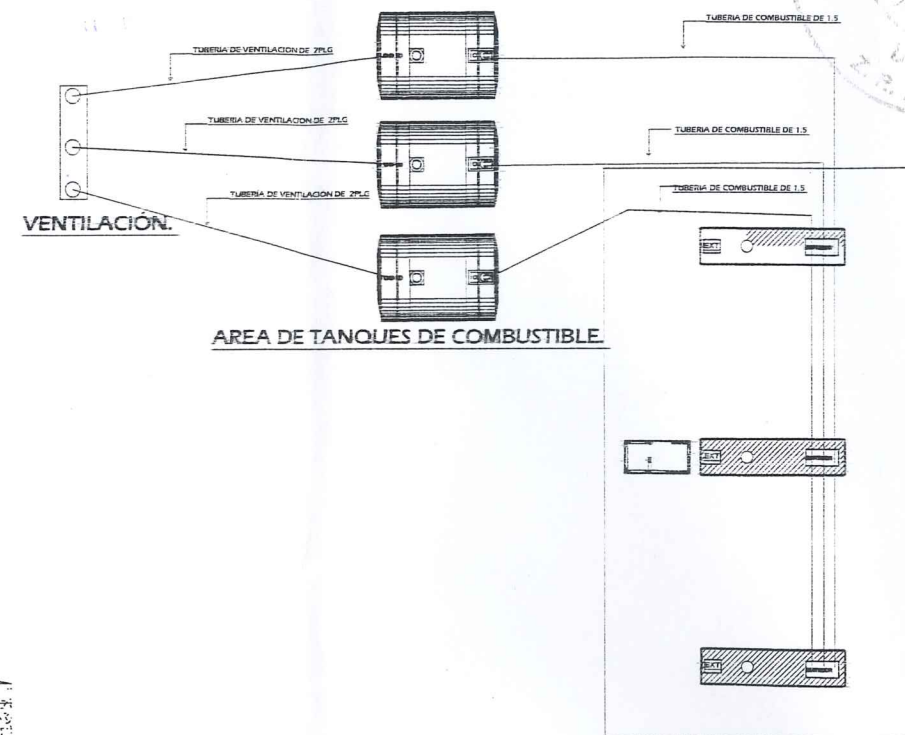 TUBERIA DE COMBUSTIBLE DE 1.5
TUBERIA DE VENTILACION DE 2PLG
TUBERIA DE VENTILACION DE 2PLG
TUBERIA DE COMBUSTIBLE DE 1.5
TUBERIA DE VENTILACION DE 2PLG
TUBERIA DE COMBUSTIBLE DE 1.5
VENTILACIÓN.
EXT
AREA DE TANQUES DE COMBUSTIBLE.
EXT
EXT